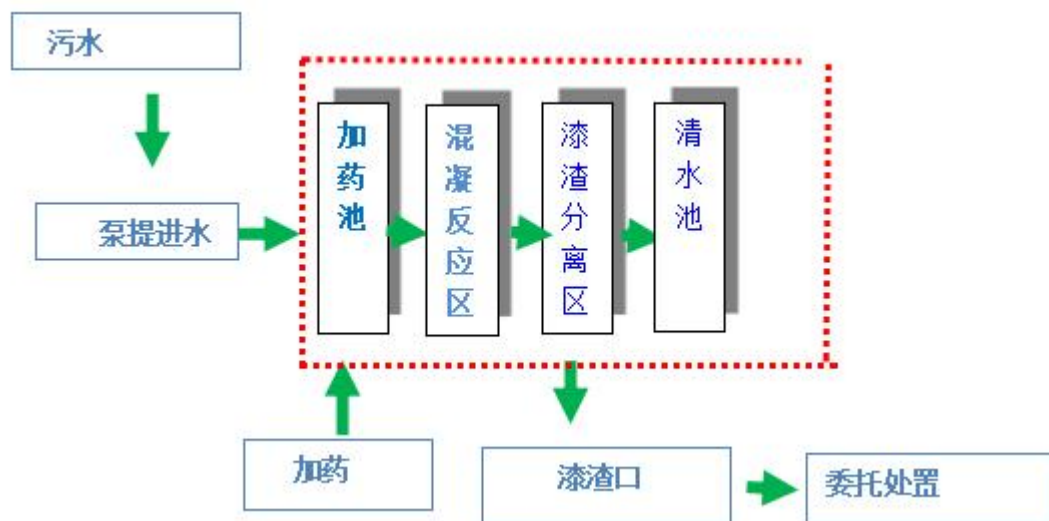 污水
泵提进水
加药池
混凝反应区
漆渣分离区
清水池
加药
漆渣口
委托处置